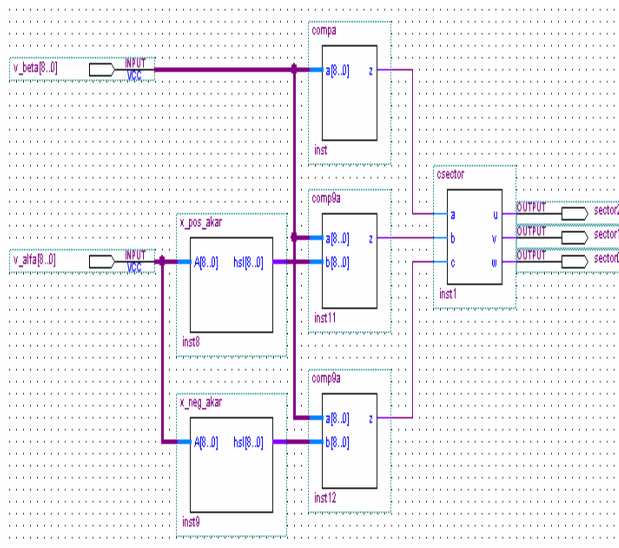 compa
v_beta[8..0]
INPUT
VCC
a[8..0] z
inst
csector
x_pos_akar
comp9a
a u
OUTPUT
sector2
v_alfa[8..0]
INPUT
VCC
A[8..0] hsl[8..0]
a[8..0] z
b[8..0]
b v
OUTPUT
c w
OUTPUT
inst8
inst11
inst1
x_neg_akar
comp9a
A[8..0] hsl[8..0]
a[8..0] z
b[8..0]
inst9
inst12